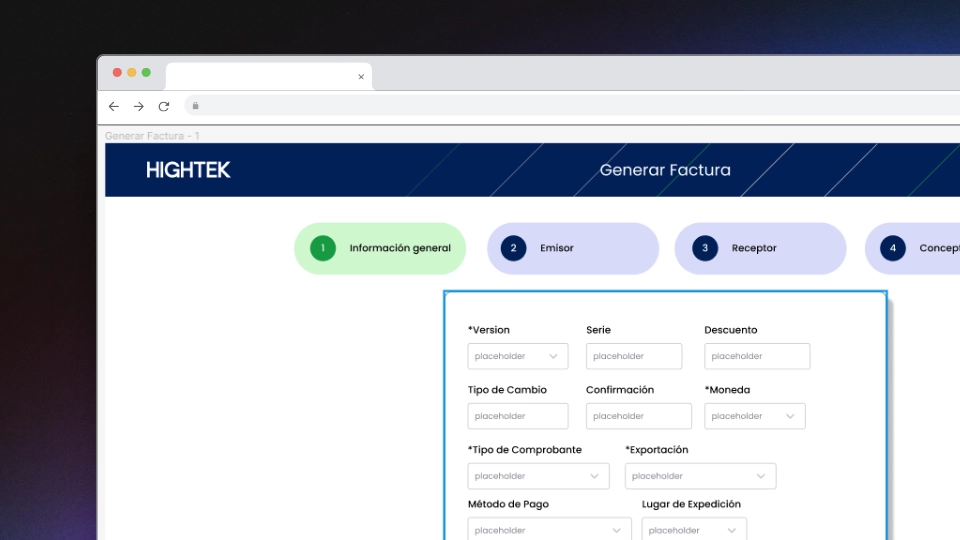 Generar Factura - 1
HIGHTEK
Generar Factura
1 Información general
2 Emisor
3 Receptor
4 Concept
*Version Serie Descuento
placeholder placeholder placeholder
Tipo de Cambio Confirmación *Moneda
placeholder placeholder placeholder
*Tipo de Comprobante *Exportación
placeholder placeholder
Método de Pago Lugar de Expedición
placeholder placeholder